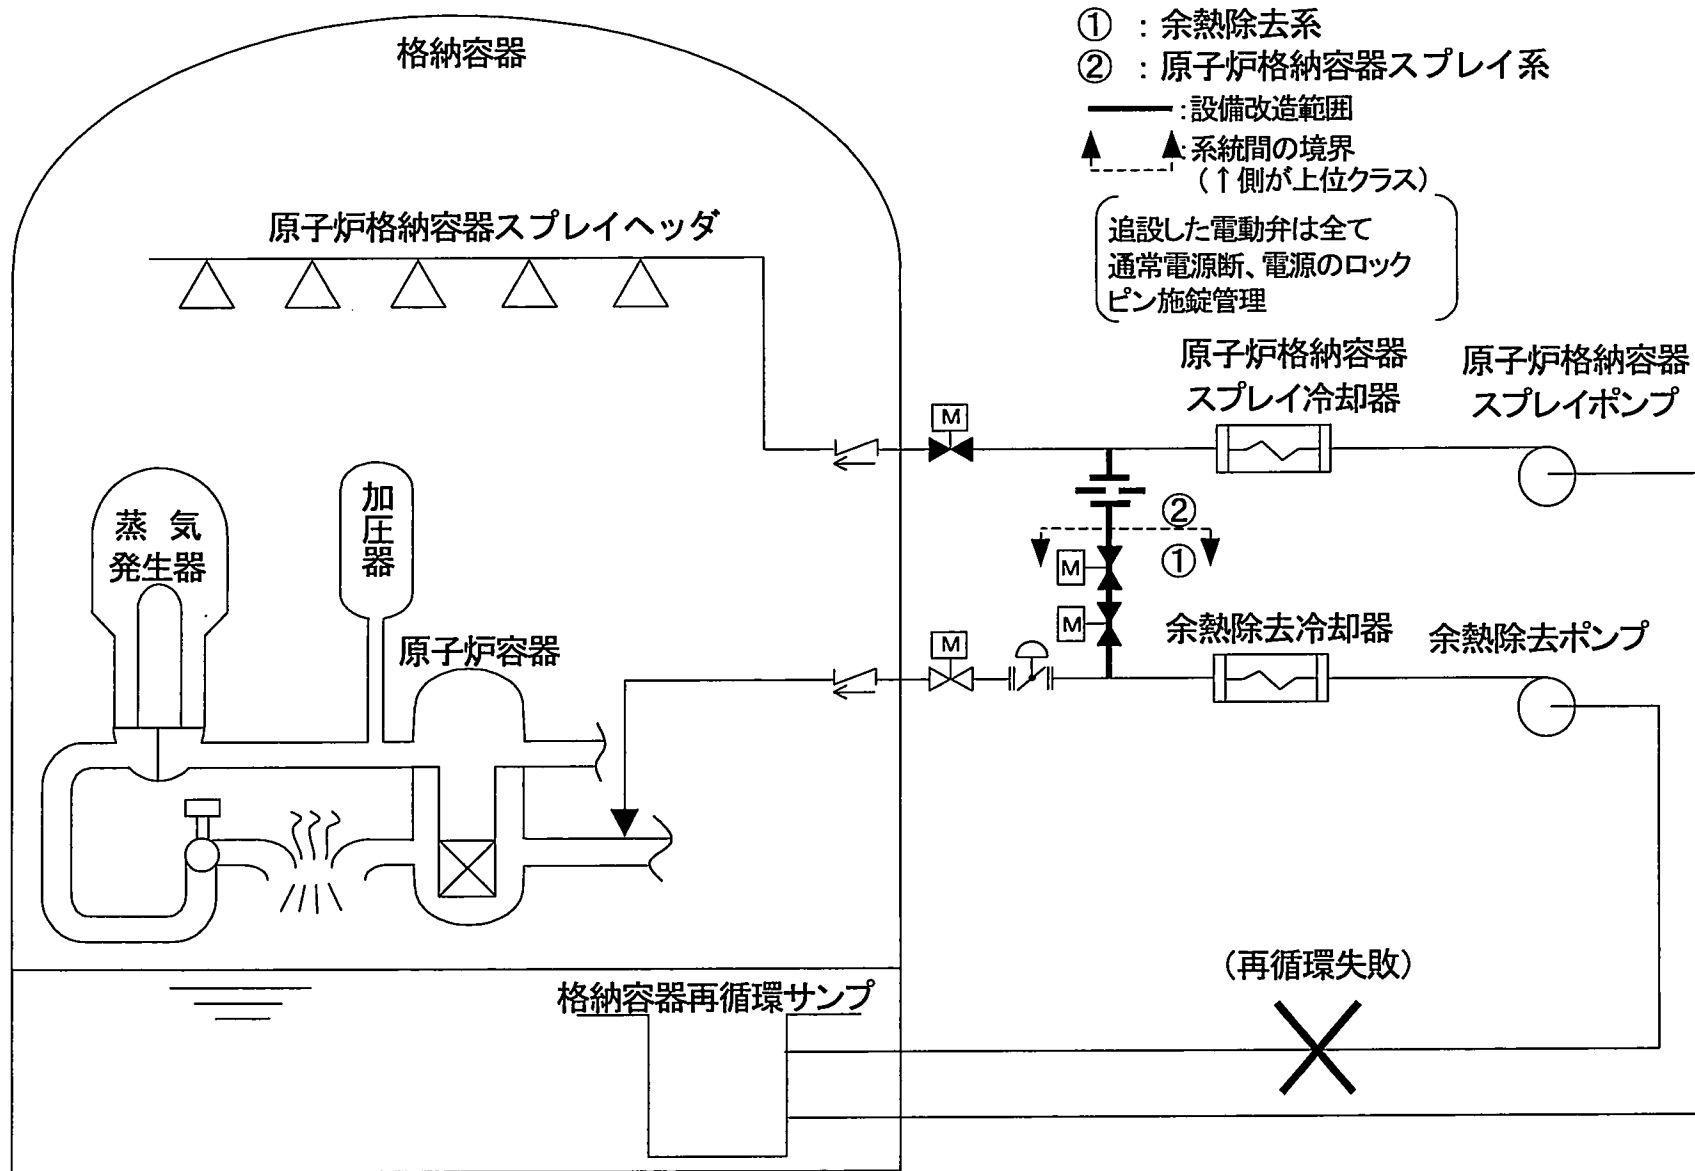 格納容器
① ：余熱除去系
② ：原子炉格納容器スプレイ系
：設備改造範囲
：系統間の境界
（↑側が上位クラス）
追設した電動弁は全て
通常電源断、電源のロック
ピン施錠管理
原子炉格納容器スプレイヘッダ
原子炉格納容器
スプレイ冷却器
原子炉格納容器
スプレイポンプ
M
蒸 気
発生器
加
圧
器
②
①
M
M
原子炉容器
M
余熱除去冷却器
余熱除去ポンプ
(再循環失敗)
格納容器再循環サンプ